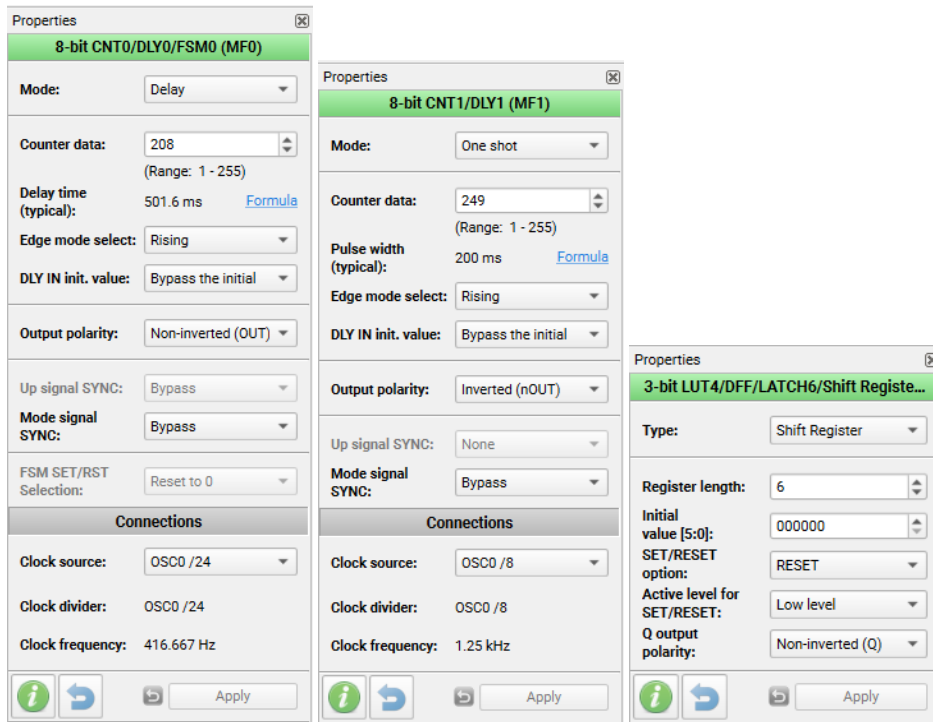 Properties
8-bit CNT0/DLY0/FSM0 (MF0)
Mode: Delay
Counter data: 208
(Range: 1 - 255)
Delay time
(typical): 501.6 ms Formula
Edge mode select: Rising
DLY IN init. value: Bypass the initial
Output polarity: Non-inverted (OUT)
Up signal SYNC: Bypass
Mode signal
SYNC: Bypass
FSM SET/RST
Selection: Reset to 0
Connections
Clock source: OSC0 /24
Clock divider: OSC0 /24
Clock frequency: 416.667 Hz
Apply
Properties
8-bit CNT1/DLY1 (MF1)
Mode: One shot
Counter data: 249
(Range: 1 - 255)
Pulse width
(typical): 200 ms Formula
Edge mode select: Rising
DLY IN init. value: Bypass the initial
Output polarity: Inverted (nOUT)
Up signal SYNC: None
Mode signal
SYNC: Bypass
Connections
Clock source: OSC0 /8
Clock divider: OSC0 /8
Clock frequency: 1.25 kHz
Apply
Properties
3-bit LUT4/DFF/LATCH6/Shift Registe...
Type: Shift Register
Register length: 6
Initial
value [5:0]: 000000
SET/RESET
option: RESET
Active level for
SET/RESET: Low level
Q output
polarity: Non-inverted (Q)
Apply